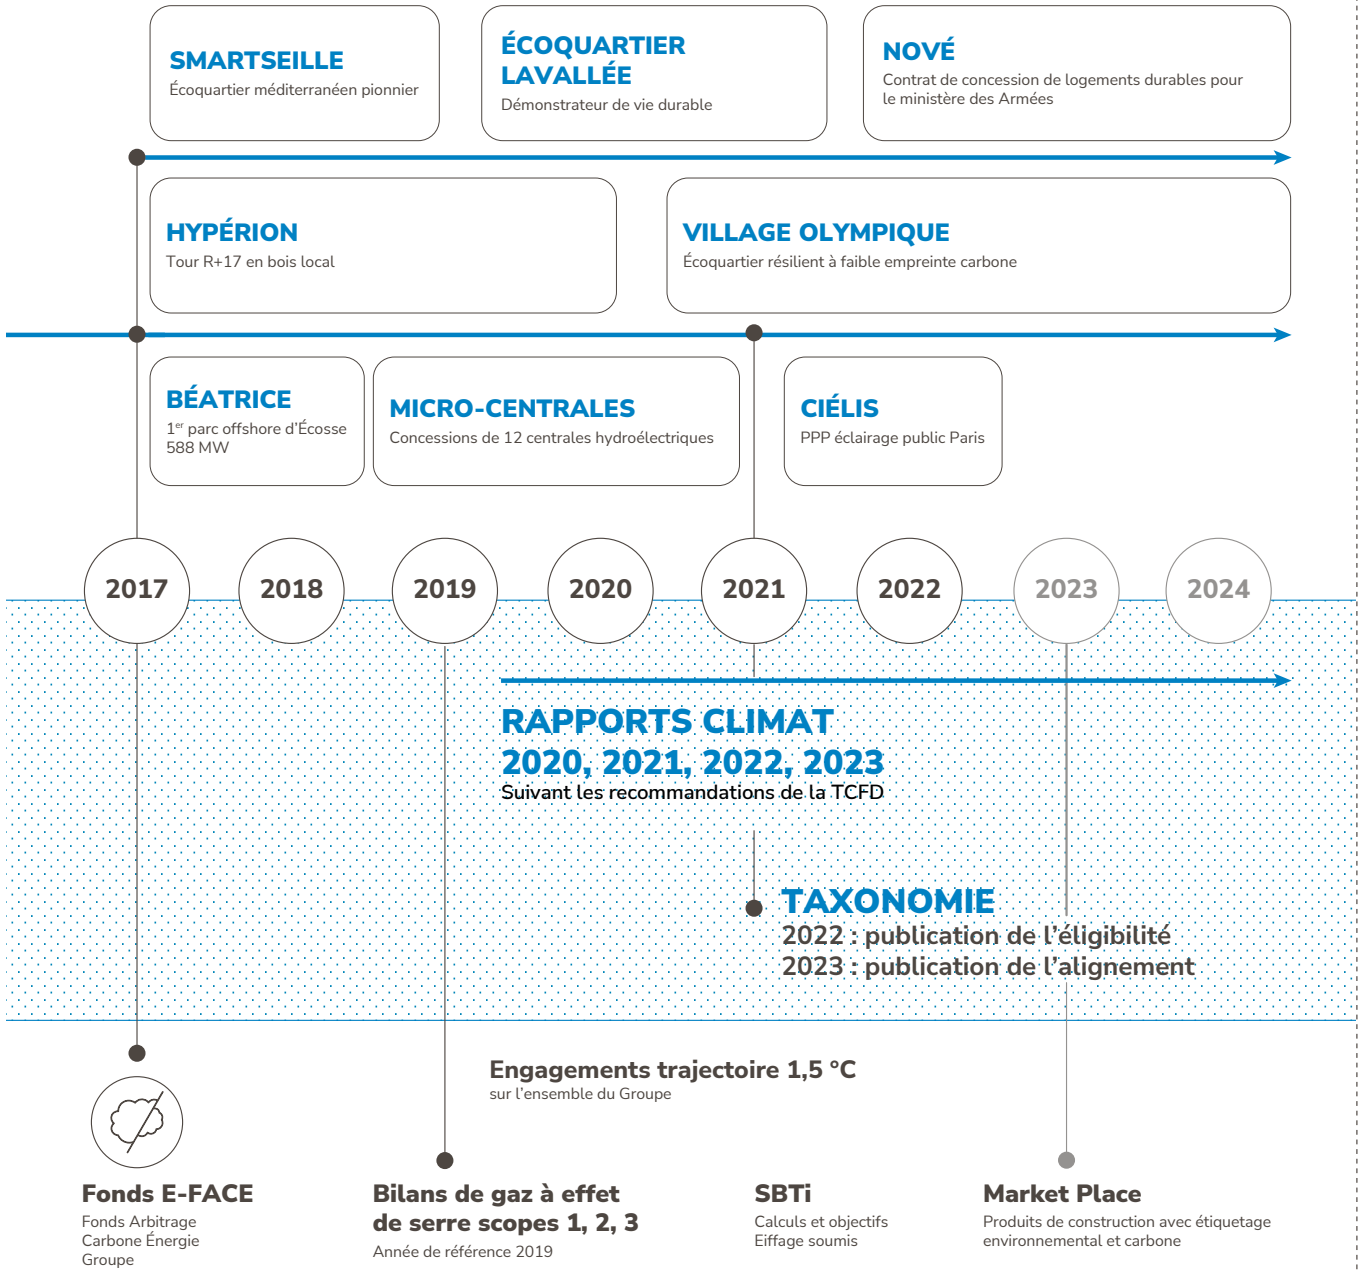 SMARTSEILLE
Écoquartier méditerranéen pionnier
ÉCOQUARTIER
LAVALLÉE
Démonstrateur de vie durable
NOVÉ
Contrat de concession de logements durables pour
le ministère des Armées
HYPÉRION
Tour R+17 en bois local
VILLAGE OLYMPIQUE
Écoquartier résilient à faible empreinte carbone
BÉATRICE
1er parc offshore d’Écosse
588 MW
MICRO-CENTRALES
Concessions de 12 centrales hydroélectriques
CIÉLIS
PPP éclairage public Paris
2017
2018
2019
2020
2021
2022
2023
2024
RAPPORTS CLIMAT
2020, 2021, 2022, 2023
Suivant les recommandations de la TCFD
TAXONOMIE
2022 : publication de l’éligibilité
2023 : publication de l’alignement
Engagements trajectoire 1,5 °C
sur l’ensemble du Groupe
Fonds E-FACE
Fonds Arbitrage
Carbone Énergie
Groupe
Bilans de gaz à effet
de serre scopes 1, 2, 3
Année de référence 2019
SBTi
Calculs et objectifs
Eiffage soumis
Market Place
Produits de construction avec étiquetage
environnemental et carbone